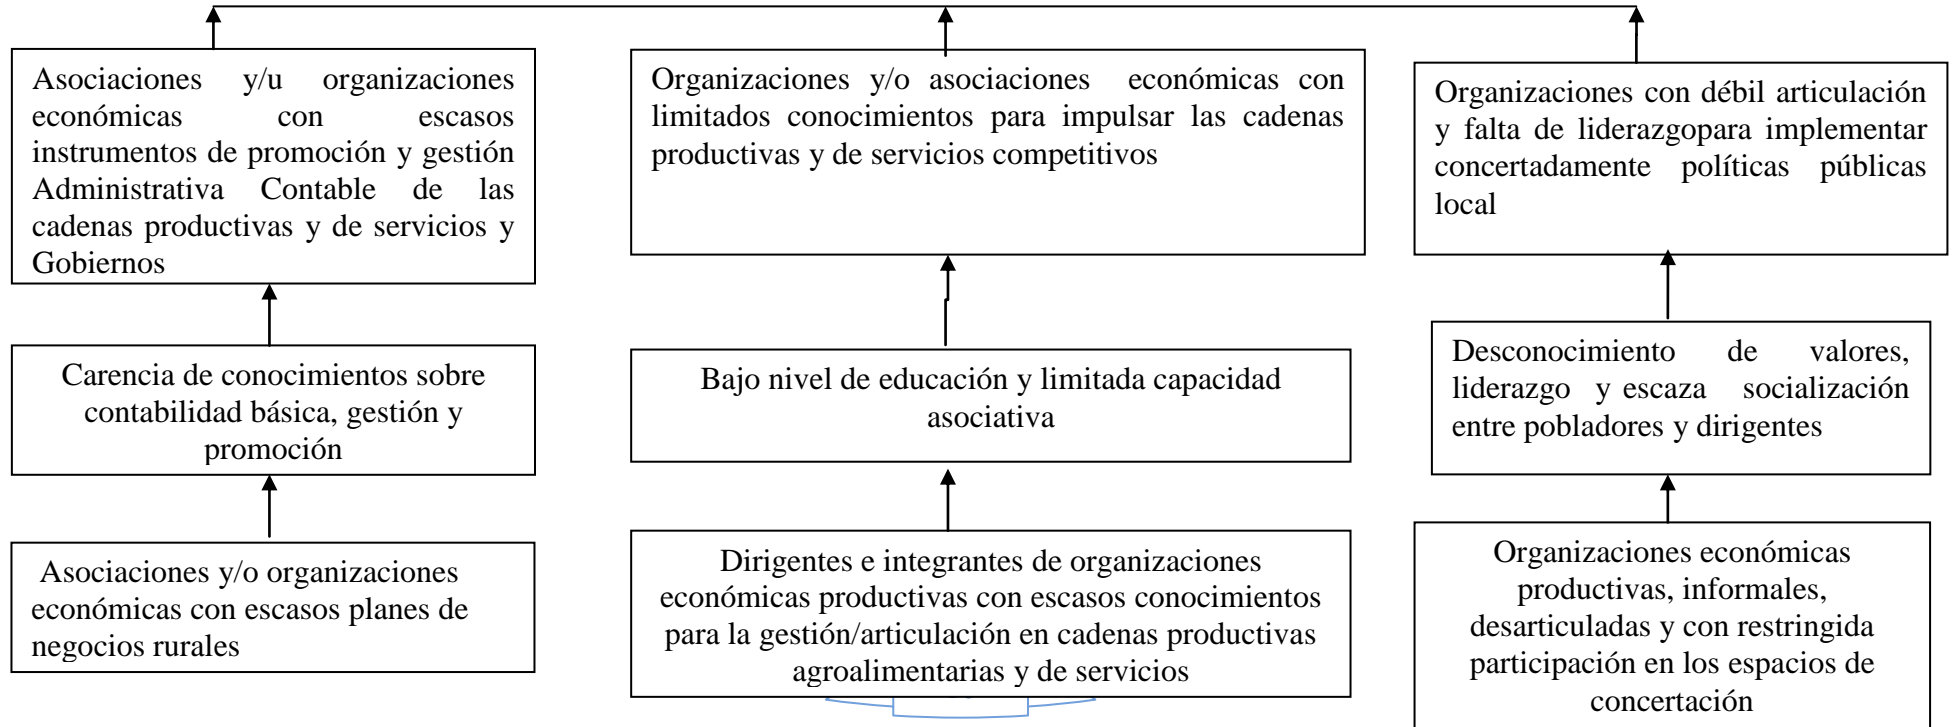 Asociaciones y/u organizaciones
económicas con escasos
instrumentos de promoción y gestión
Administrativa Contable de las
cadenas productivas y de servicios y
Gobiernos
Organizaciones y/o asociaciones económicas con
limitados conocimientos para impulsar las cadenas
productivas y de servicios competitivos
Organizaciones con débil articulación
y falta de liderazgopara implementar
concertadamente políticas públicas
local
Carencia de conocimientos sobre
contabilidad básica, gestión y
promoción
Bajo nivel de educación y limitada capacidad
asociativa
Desconocimiento de valores,
liderazgo y escaza socialización
entre pobladores y dirigentes
Asociaciones y/o organizaciones
económicas con escasos planes de
negocios rurales
Dirigentes e integrantes de organizaciones
económicas productivas con escasos conocimientos
para la gestión/articulación en cadenas productivas
agroalimentarias y de servicios
Organizaciones económicas
productivas, informales,
desarticuladas y con restringida
participación en los espacios de
concertación